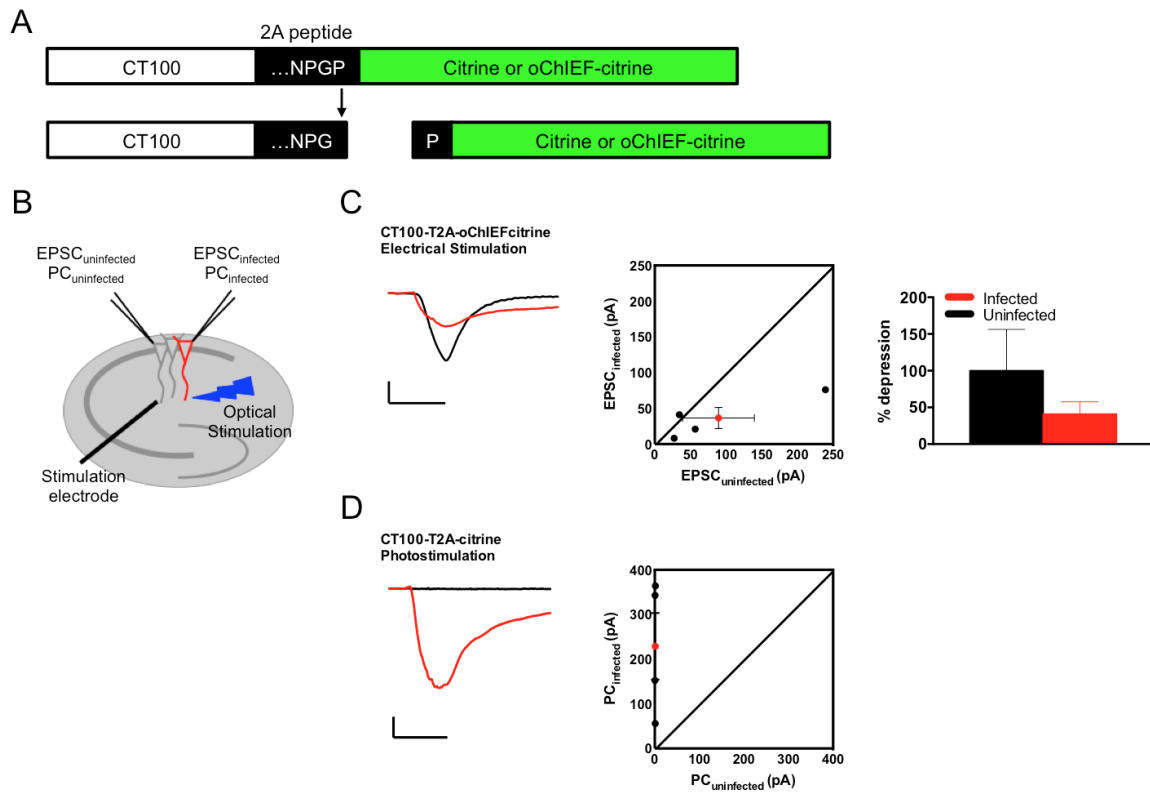 A
2A peptide
CT100
...NPGP
Citrine or oChIEF-citrine
CT100
...NPG
P
Citrine or oChIEF-citrine
B
EPSCuninfected
PCuninfected
EPSCinfected
PCinfected
Optical
Stimulation
Stimulation
electrode
C
CT100-T2A-oChIEFcitrine
Electrical Stimulation
EPSCinfected (pA)
250
200
150
100
50
0
0 50 100 150 200 250
EPSCuninfected (pA)
% depression
200
150
100
50
0
Infected
Uninfected
D
CT100-T2A-citrine
Photostimulation
PCinfected (pA)
400
300
200
100
0
0 100 200 300 400
PCuninfected (pA)